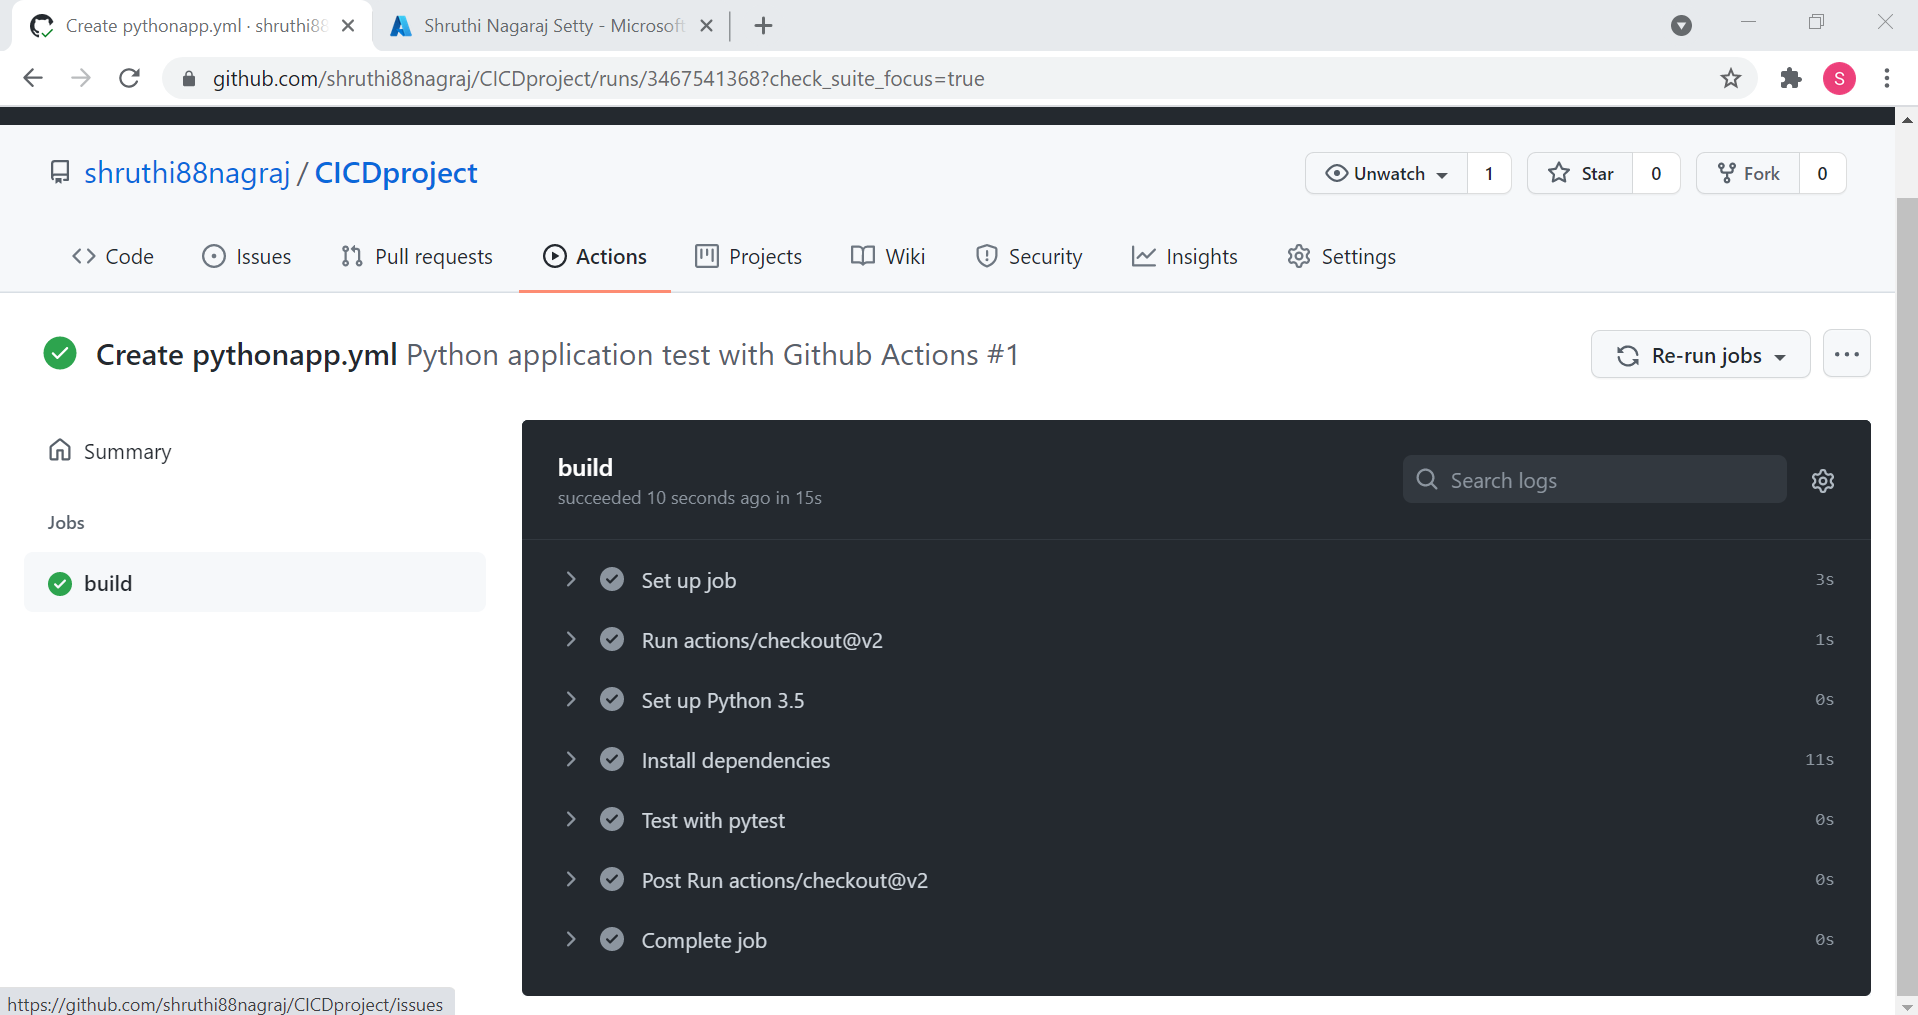 Create pythonapp.yml · shruthi88
Shruthi Nagaraj Setty - Microsoft
github.com/shruthi88nagraj/CICDproject/runs/3467541368?check_suite_focus=true
S
shruthi88nagraj / CICDproject
Unwatch 1
Star 0
Fork 0
Code Issues Pull requests Actions Projects Wiki Security Insights Settings
Create pythonapp.yml Python application test with Github Actions #1
Re-run jobs
Summary
Jobs
build
build
succeeded 10 seconds ago in 15s
Search logs
Set up job 3s
Run actions/checkout@v2 1s
Set up Python 3.5 0s
Install dependencies 11s
Test with pytest 0s
Post Run actions/checkout@v2 0s
Complete job 0s
https://github.com/shruthi88nagraj/CICDproject/issues